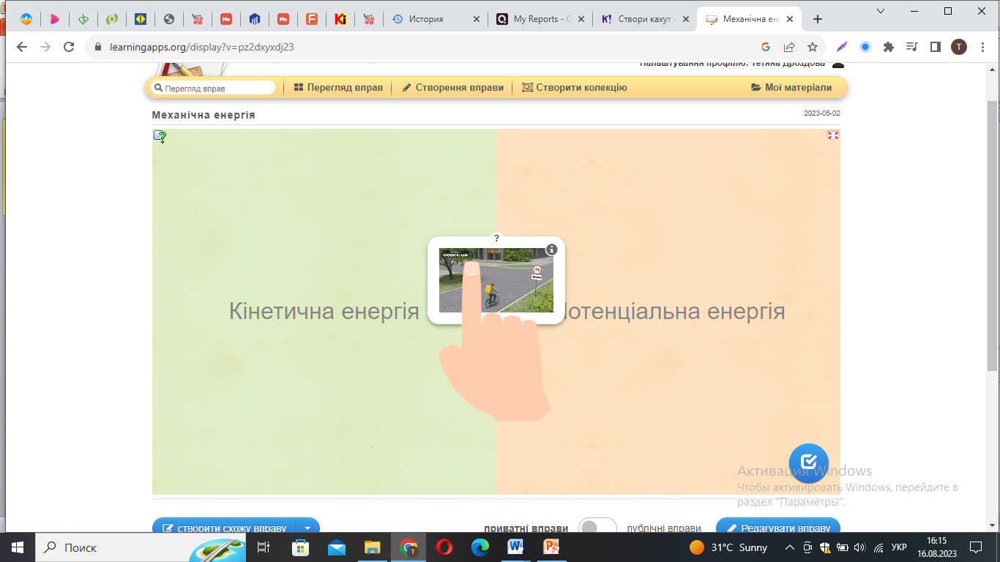 История
My Reports - Q
Створи кахут -
Механічна ен
learningapps.org/display?v=pz2dxyxdj23
T
Налаштування профілю: Тетяна Дроздова
Перегляд вправ
Перегляд вправ
Створення вправи
Створити колекцію
Мої матеріали
Механічна енергія
2023-05-02
?
VODIY.UA
Кінетична енергія
Потенціальна енергія
Активация Windows
Чтобы активировать Windows, перейдите в
раздел "Параметры".
створити схожу вправу
приватні вправи
публічні вправи
Редагувати вправу
Поиск
31°C Sunny
УКР
16:15
16.08.2023